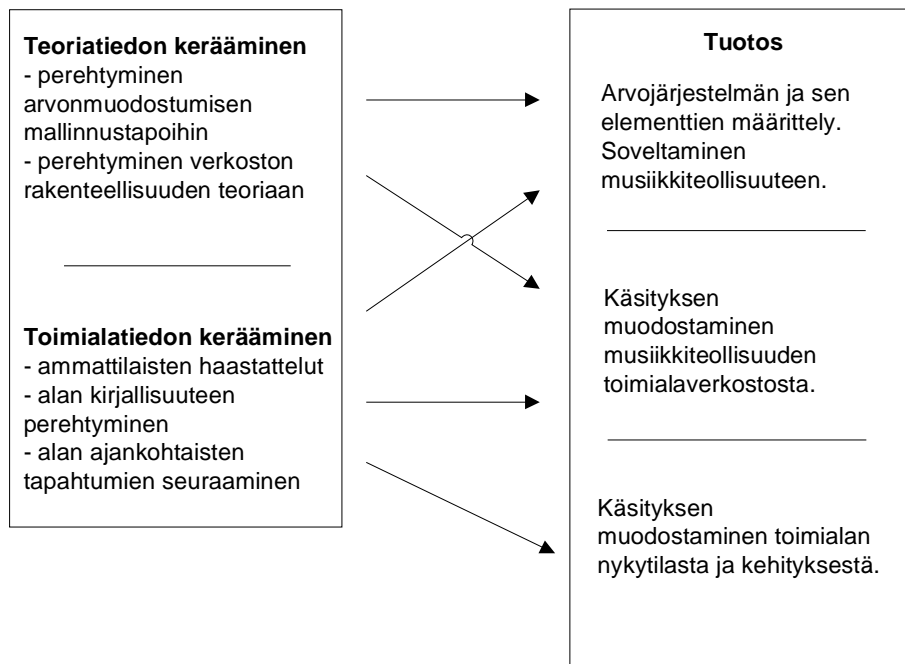 Teoriatiedon kerääminen
- perehtyminen
arvonmuodostumisen
mallinnustapoihin
- perehtyminen verkoston
rakenteellisuuden teoriaan
Toimialatiedon kerääminen
- ammattilaisten haastattelut
- alan kirjallisuuteen
perehtyminen
- alan ajankohtaisten
tapahtumien seuraaminen
Tuotos
Arvojärjestelmän ja sen
elementtien määrittely.
Soveltaminen
musiikkiteollisuuteen.
Käsityksen
muodostaminen
musiikkiteollisuuden
toimialaverkostosta.
Käsityksen
muodostaminen toimialan
nykytilasta ja kehityksestä.